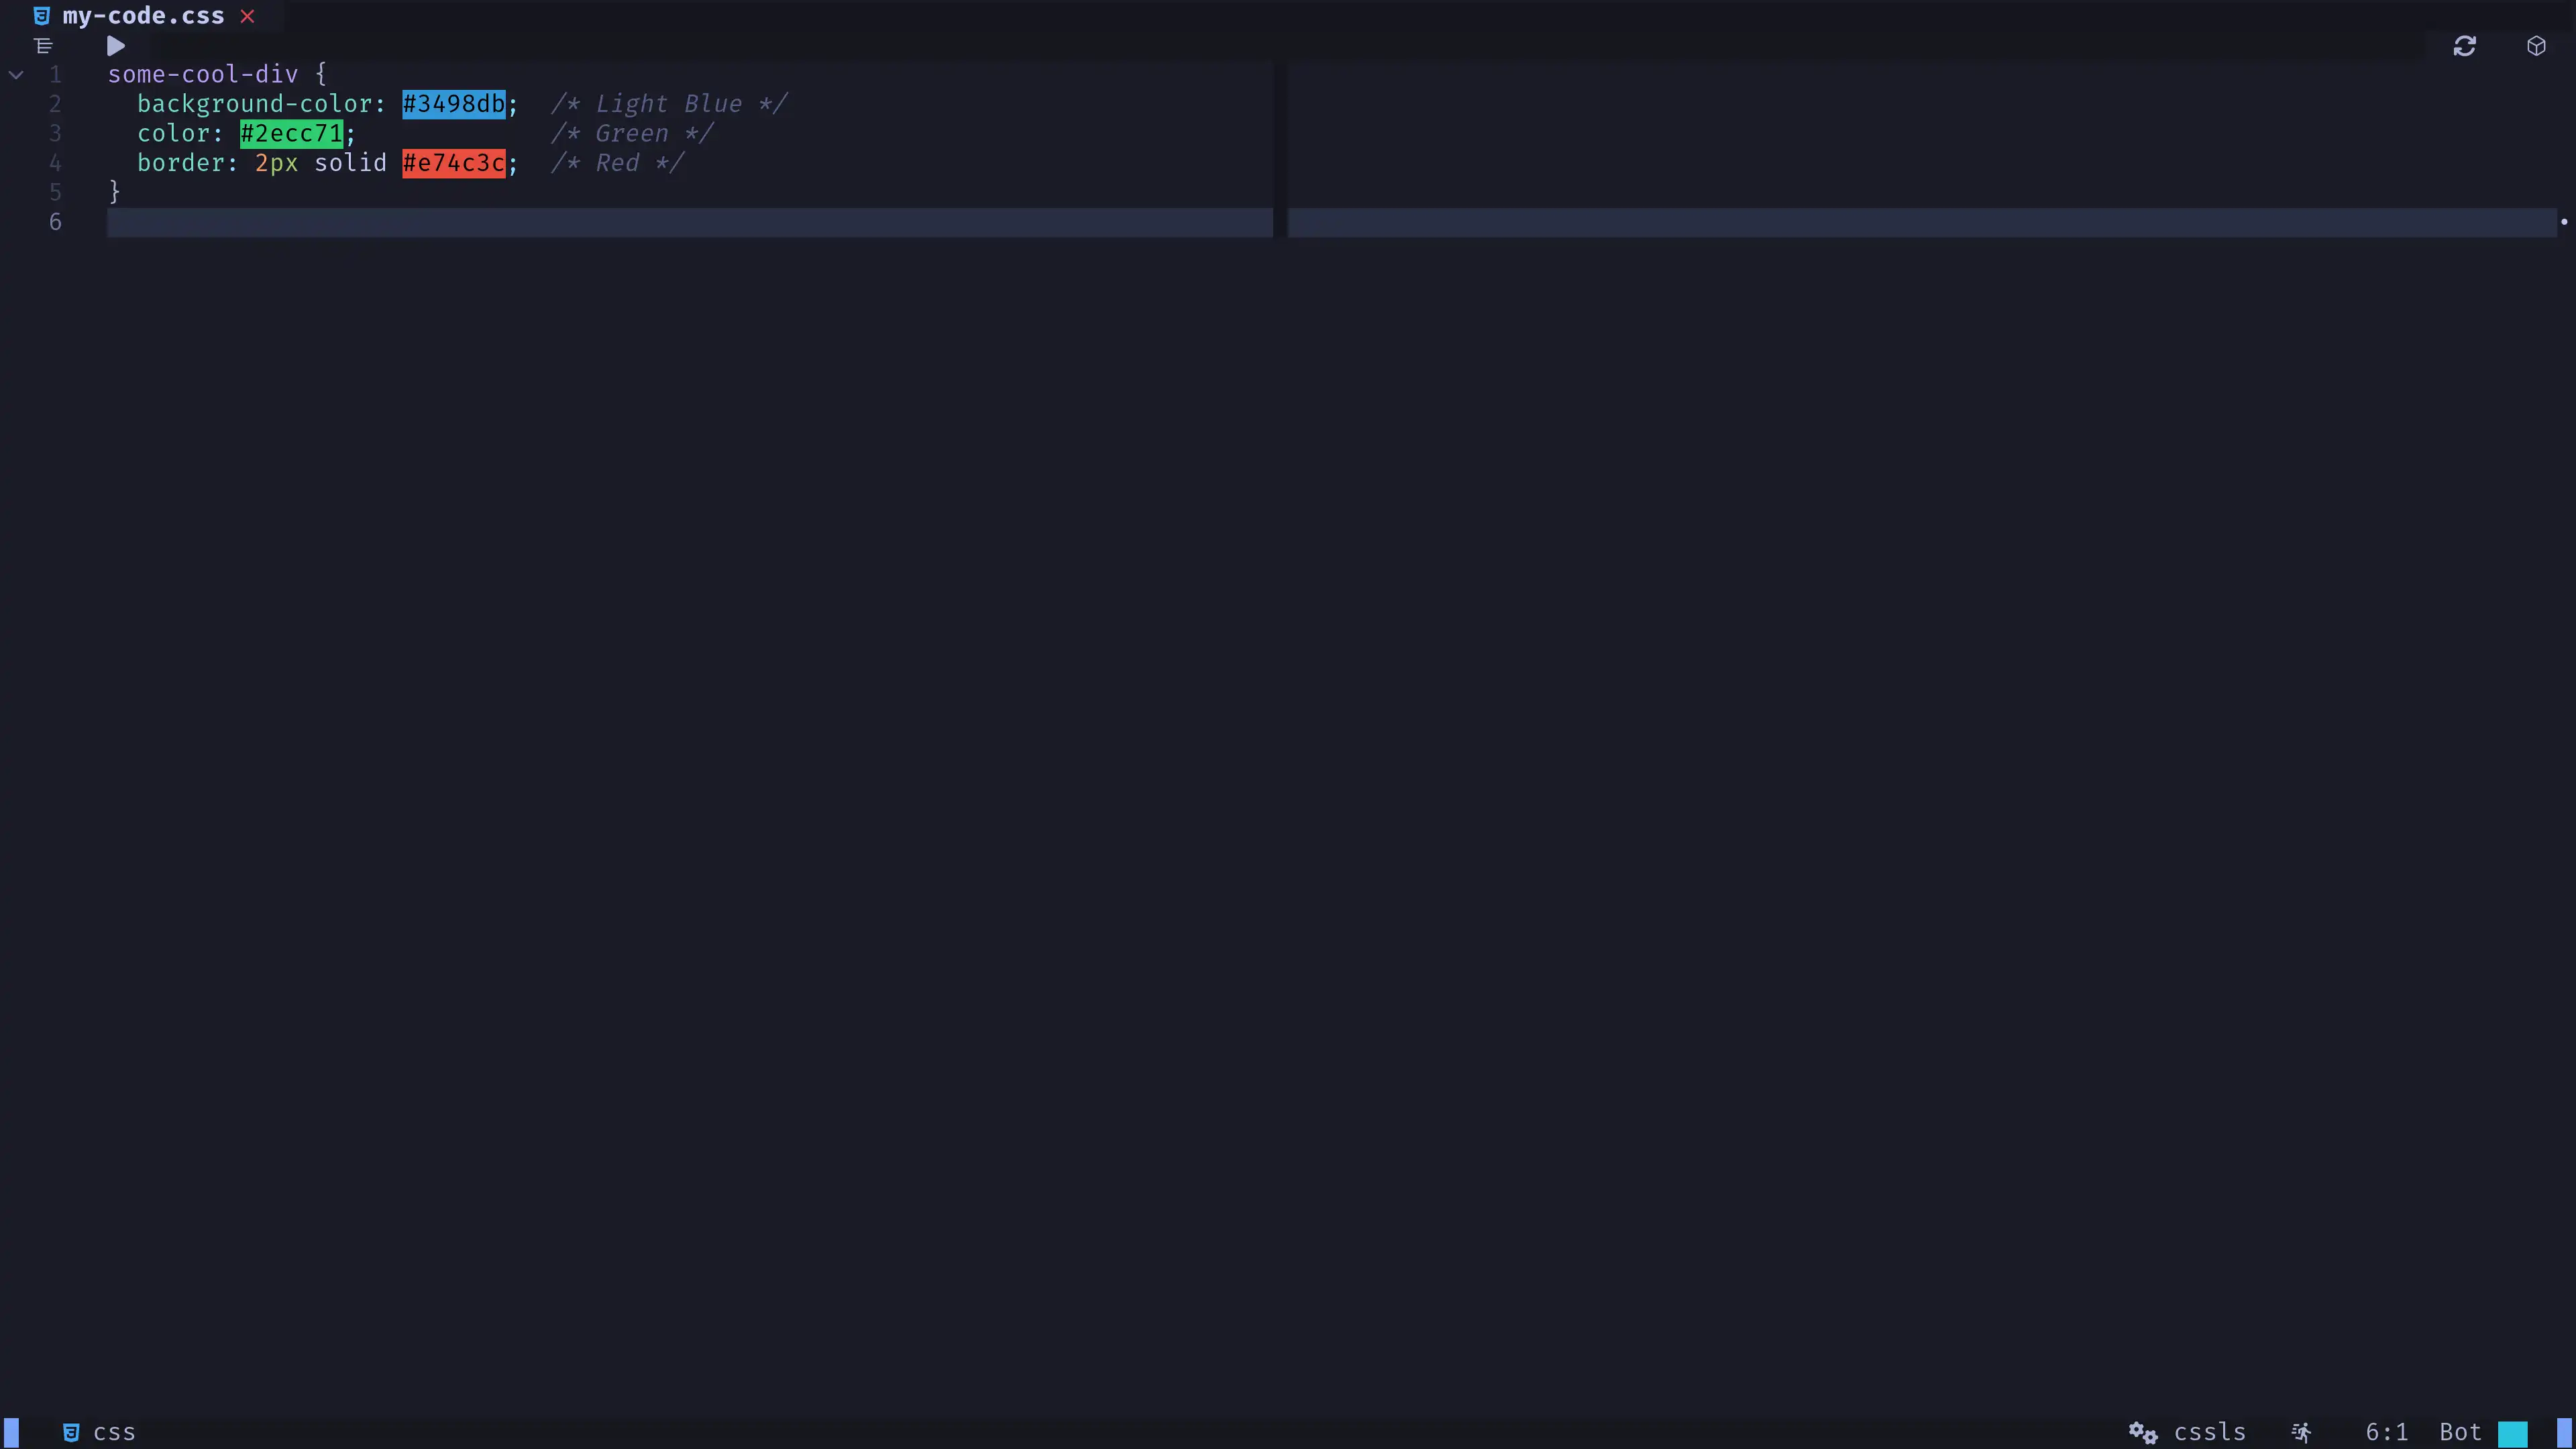 my-code.css
1 some-cool-div {
2   background-color: #3498db;  /* Light Blue */
3   color: #2ecc71;             /* Green */
4   border: 2px solid #e74c3c;  /* Red */
5 }
6
css cssls 6:1 Bot